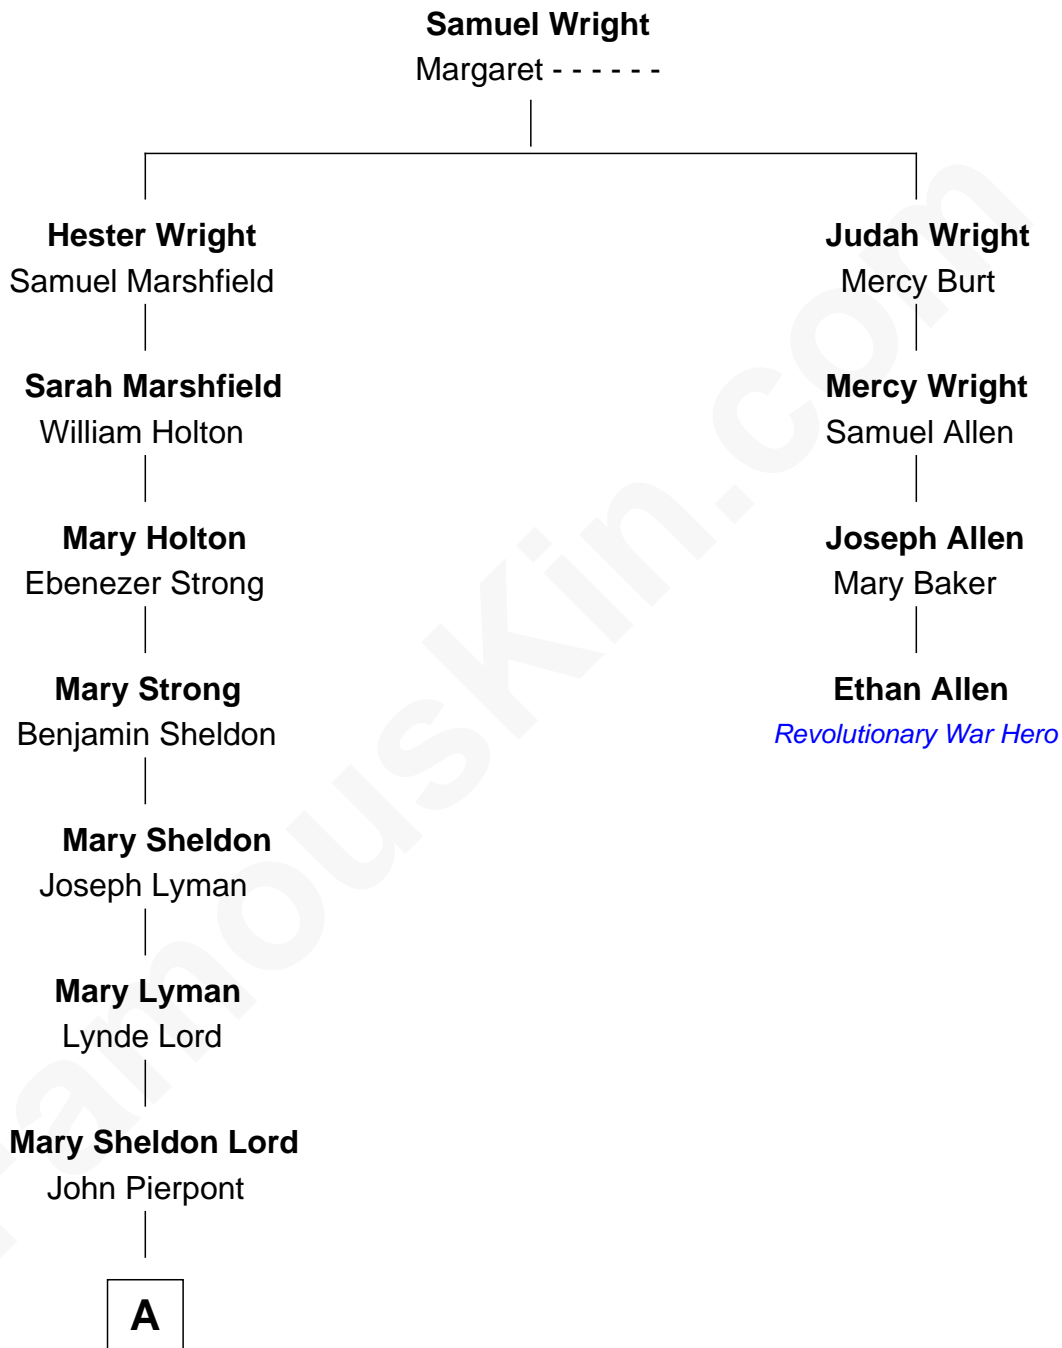 Samuel Wright
Margaret - - - - - -
Hester Wright
Samuel Marshfield
Judah Wright
Mercy Burt
Sarah Marshfield
William Holton
Mercy Wright
Samuel Allen
Mary Holton
Ebenezer Strong
Joseph Allen
Mary Baker
Mary Strong
Benjamin Sheldon
Ethan Allen
Revolutionary War Hero
Mary Sheldon
Joseph Lyman
Mary Lyman
Lynde Lord
Mary Sheldon Lord
John Pierpont
A
FamousKin.com